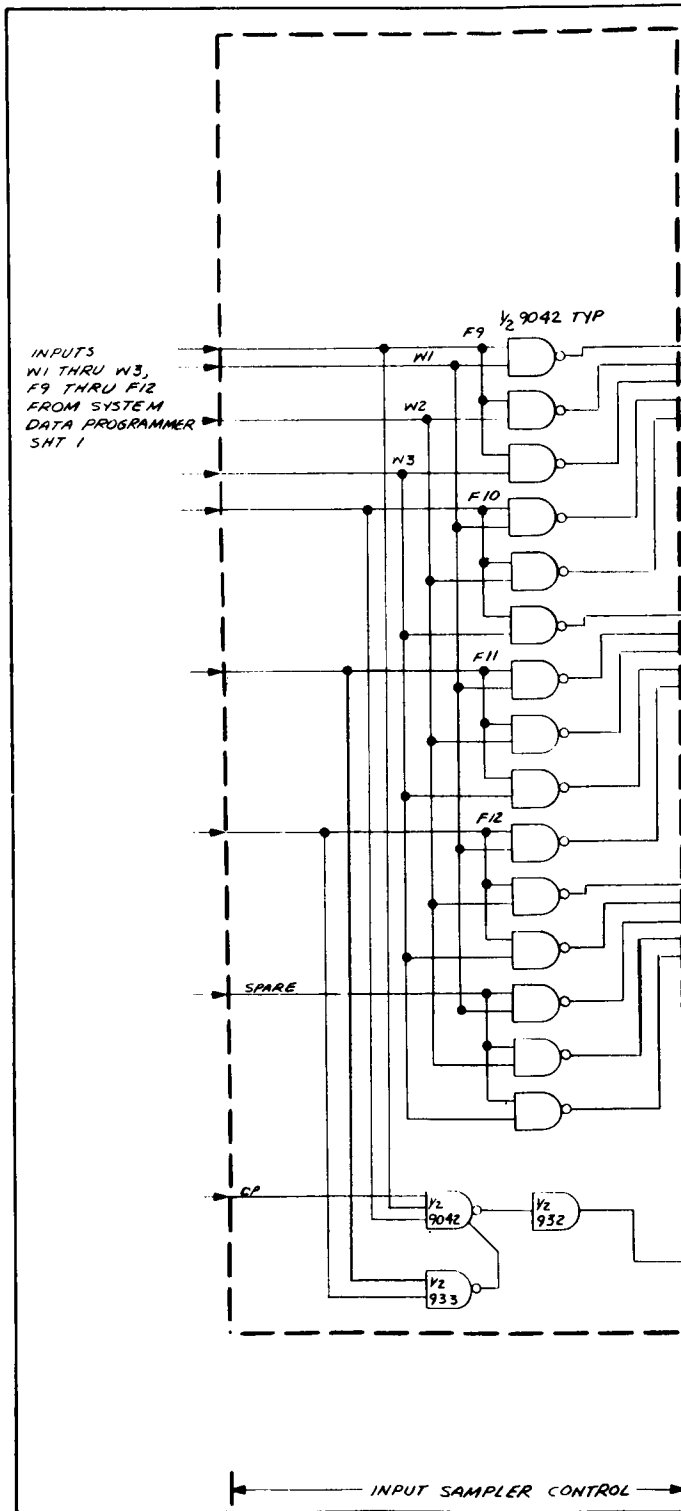 1/2 9042 TYP
F9
INPUTS
W1 THRU W3,
F9 THRU F12
FROM SYSTEM
DATA PROGRAMMER
SHT 1
W1
W2
W3
F10
F11
F12
SPARE
CP
1/2
9042
1/2
932
1/2
933
INPUT SAMPLER CONTROL